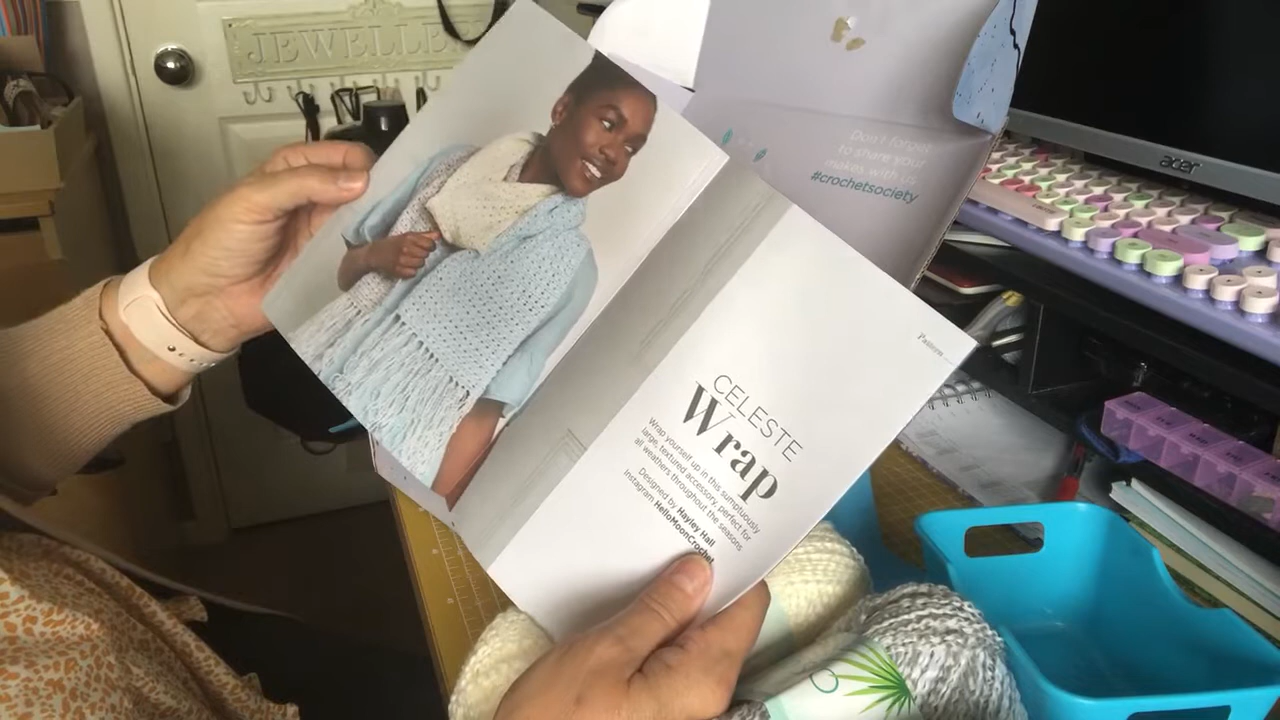 JEWELLE
Don't forget
to share your
makes with us
#crochetsociety
acer
Pattern
CELESTE
Wrap
Wrap yourself up in this sumptuously
large, textured accessory, perfect for
all weathers throughout the seasons
Designed by Hayley Hall
Instagram HelloMoonCrochet